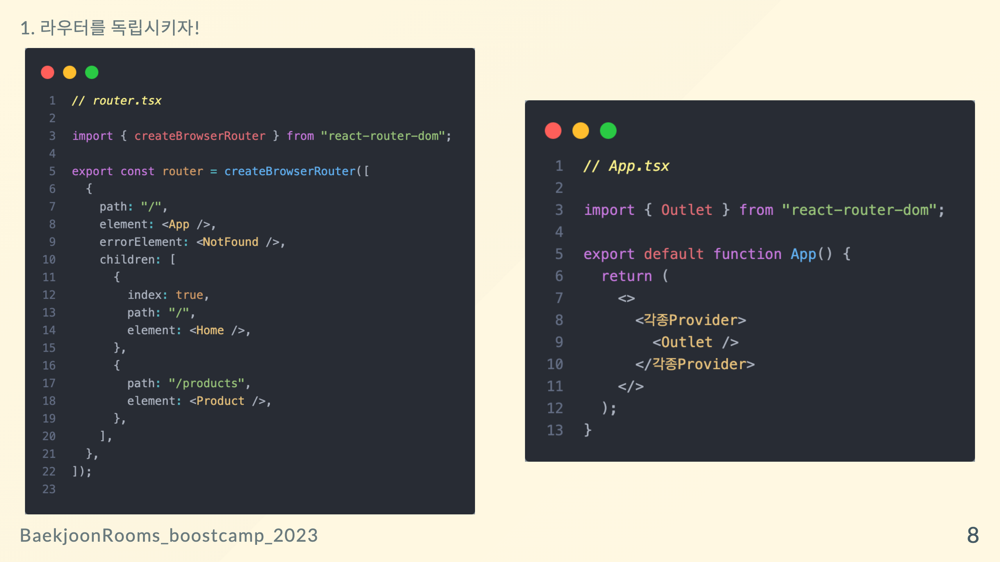 1. 라우터를 독립시키자!
1 // router.tsx
2
3 import { createBrowserRouter } from "react-router-dom";
4
5 export const router = createBrowserRouter([
6   {
7     path: "/",
8     element: <App />,
9     errorElement: <NotFound />,
10     children: [
11       {
12         index: true,
13         path: "/",
14         element: <Home />,
15       },
16       {
17         path: "/products",
18         element: <Product />,
19       },
20     ],
21   },
22 ]);
23
1 // App.tsx
2
3 import { Outlet } from "react-router-dom";
4
5 export default function App() {
6   return (
7     <>
8       <각종Provider>
9         <Outlet />
10       </각종Provider>
11     </>
12   );
13 }
BaekjoonRooms_boostcamp_2023
8